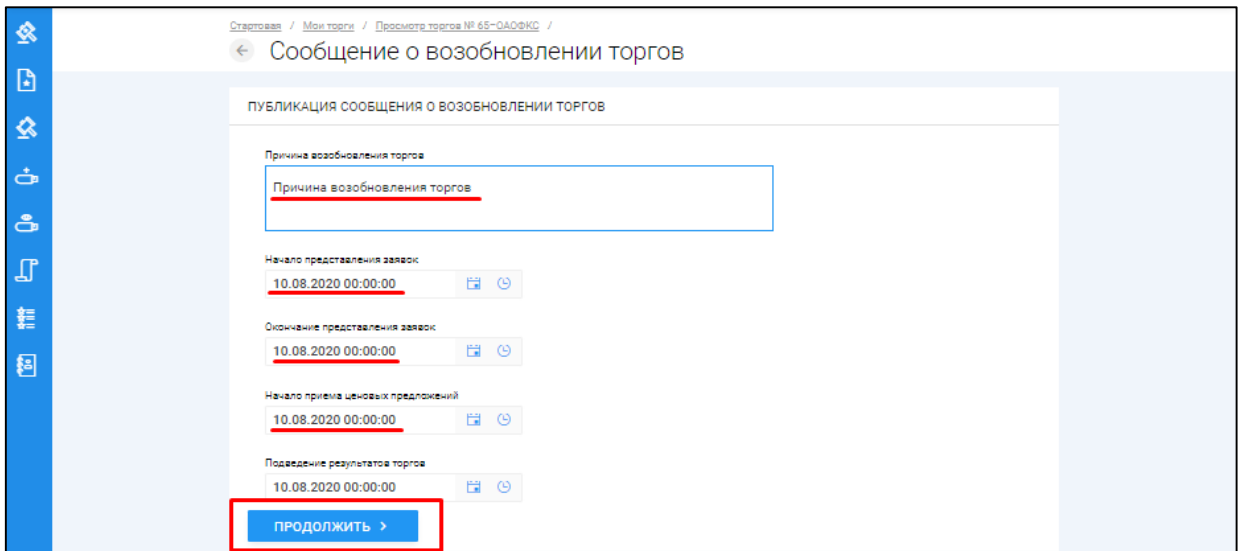 Стартовая / Мои торги / Просмотр торгов № 65-ОАОФКС /
Сообщение о возобновлении торгов
ПУБЛИКАЦИЯ СООБЩЕНИЯ О ВОЗОБНОВЛЕНИИ ТОРГОВ
Причина возобновления торгов
Причина возобновления торгов
Начало представления заявок
10.08.2020 00:00:00
Окончание представления заявок
10.08.2020 00:00:00
Начало приема ценовых предложений
10.08.2020 00:00:00
Подведение результатов торгов
10.08.2020 00:00:00
ПРОДОЛЖИТЬ >